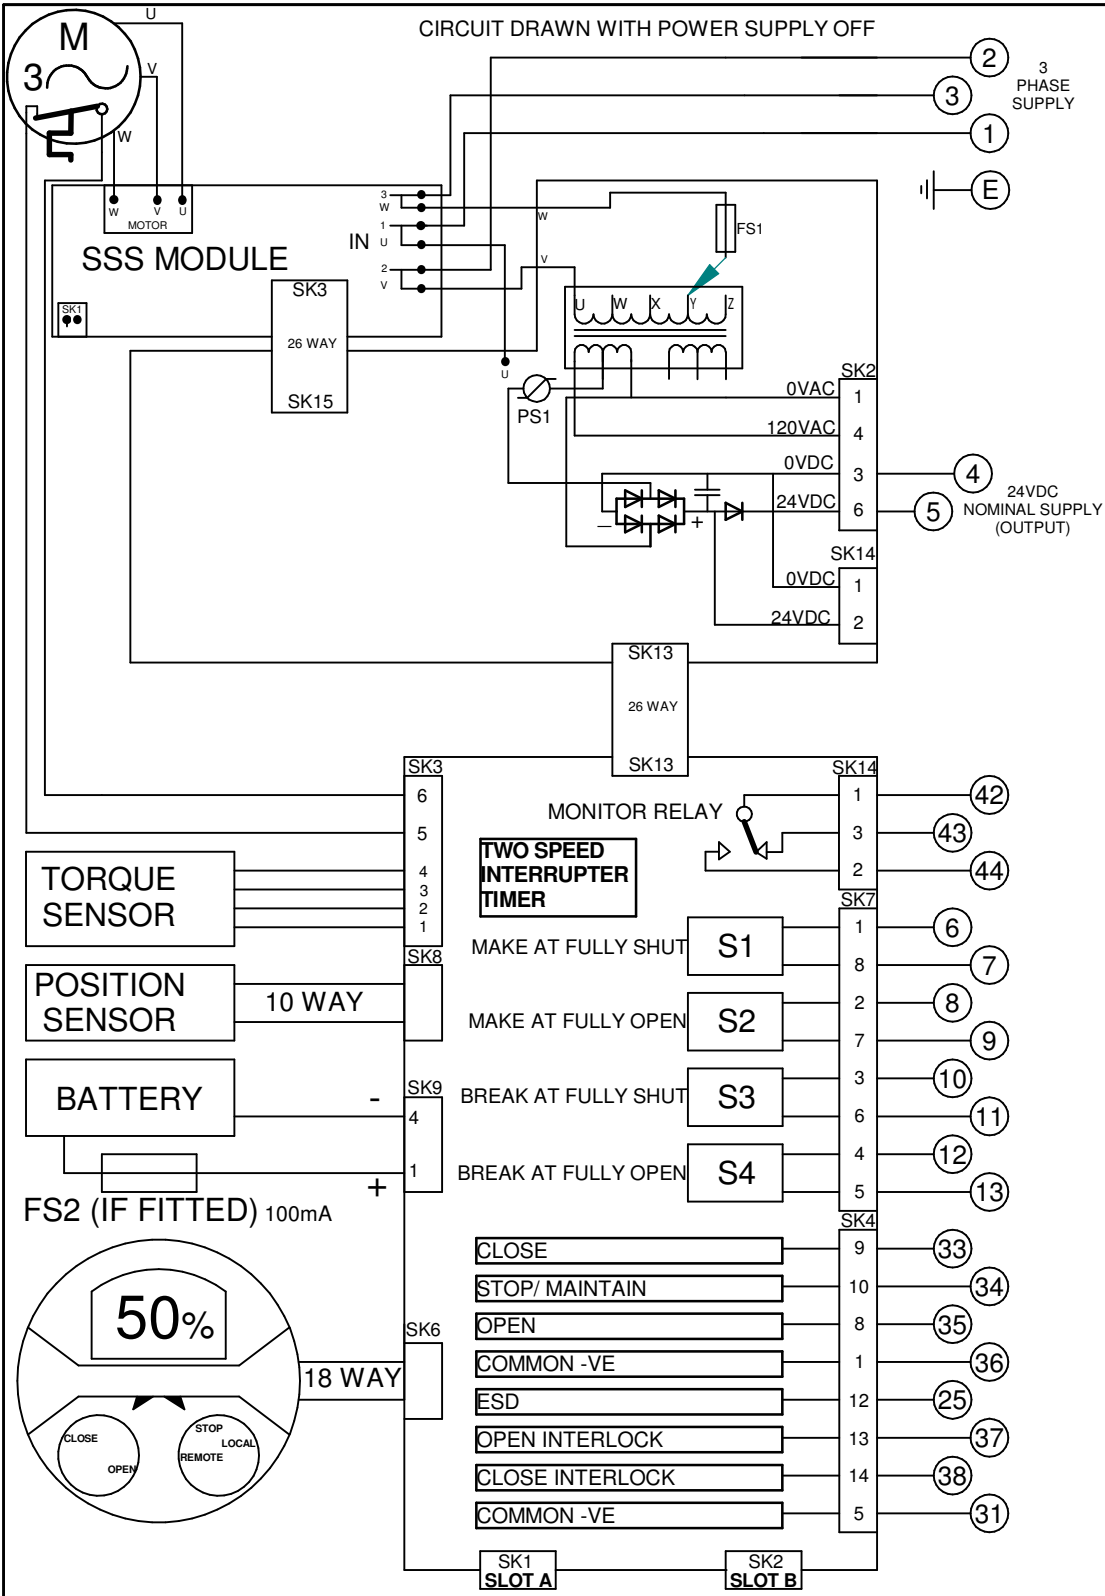 CIRCUIT DRAWN WITH POWER SUPPLY OFF
M
3
U
V
W
2
3
1
3
PHASE
SUPPLY
E
W
V
U
MOTOR
SSS MODULE
IN
3
W
1
U
2
V
W
V
FS1
SK1
SK3
26 WAY
SK15
U
U
W
X
Y
Z
PS1
SK2
0VAC
1
120VAC
4
0VDC
3
4
24VDC
6
5
24VDC
NOMINAL SUPPLY
(OUTPUT)
–
+
SK14
0VDC
1
24VDC
2
SK13
26 WAY
SK13
SK3
6
5
4
3
2
1
TORQUE
SENSOR
SK8
POSITION
SENSOR
10 WAY
BATTERY
-
SK9
4
1
+
FS2 (IF FITTED) 100mA
MONITOR RELAY
SK14
1
42
3
43
2
44
TWO SPEED
INTERRUPTER
TIMER
SK7
MAKE AT FULLY SHUT
S1
1
6
8
7
MAKE AT FULLY OPEN
S2
2
8
7
9
BREAK AT FULLY SHUT
S3
3
10
6
11
BREAK AT FULLY OPEN
S4
4
12
5
13
SK4
CLOSE
9
33
STOP/ MAINTAIN
10
34
OPEN
8
35
COMMON -VE
1
36
ESD
12
25
OPEN INTERLOCK
13
37
CLOSE INTERLOCK
14
38
COMMON -VE
5
31
50%
SK6
18 WAY
CLOSE
OPEN
STOP
LOCAL
REMOTE
SK1
SLOT A
SK2
SLOT B